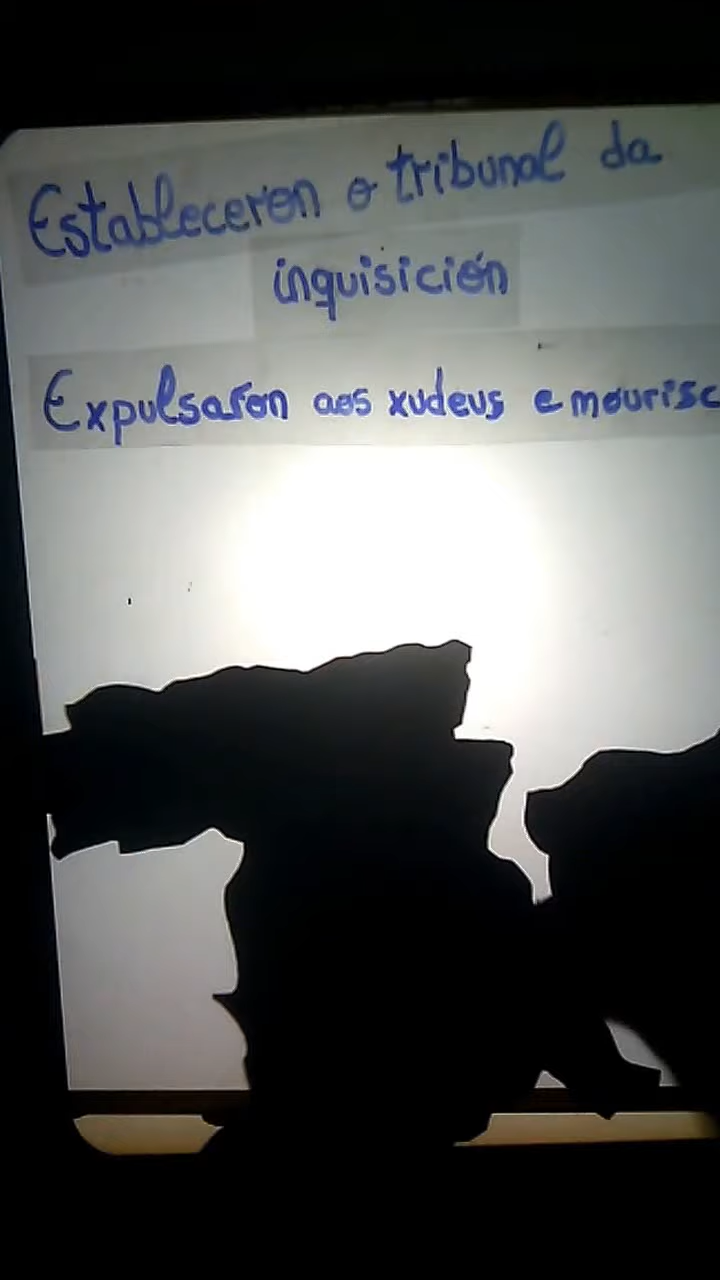 Estableceron o tribunal da
inquisición
Expulsaron aos xudeus e mourisc